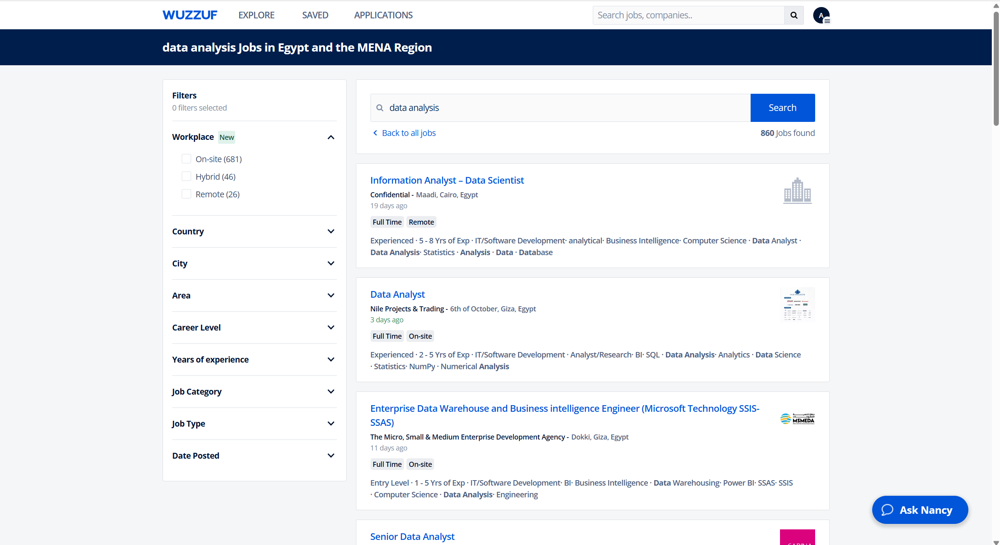 WUZZUF
EXPLORE
SAVED
APPLICATIONS
Search jobs, companies..
A
data analysis Jobs in Egypt and the MENA Region
Filters
0 filters selected
Workplace New
On-site (681)
Hybrid (46)
Remote (26)
Country
City
Area
Career Level
Years of experience
Job Category
Job Type
Date Posted
data analysis
Search
Back to all jobs
860 Jobs found
Information Analyst – Data Scientist
Confidential - Maadi, Cairo, Egypt
19 days ago
Full Time Remote
Experienced · 5 - 8 Yrs of Exp · IT/Software Development· analytical· Business Intelligence· Computer Science · Data Analyst ·
Data Analysis· Statistics · Analysis · Data · Database
Data Analyst
NILE PROJECTS
Nile Projects & Trading - 6th of October, Giza, Egypt
3 days ago
Full Time On-site
Experienced · 2 - 5 Yrs of Exp · IT/Software Development · Analyst/Research· BI· SQL · Data Analysis· Analytics · Data Science
· Statistics· NumPy · Numerical Analysis
Enterprise Data Warehouse and Business intelligence Engineer (Microsoft Technology SSIS-
SSAS)
جهاز تنمية
المشروعات
MSMEDA
The Micro, Small & Medium Enterprise Development Agency - Dokki, Giza, Egypt
11 days ago
Full Time On-site
Entry Level · 1 - 5 Yrs of Exp · IT/Software Development· BI· Business Intelligence · Data Warehousing· Power BI· SSAS· SSIS
· Computer Science · Data Analysis· Engineering
Senior Data Analyst
Ask Nancy